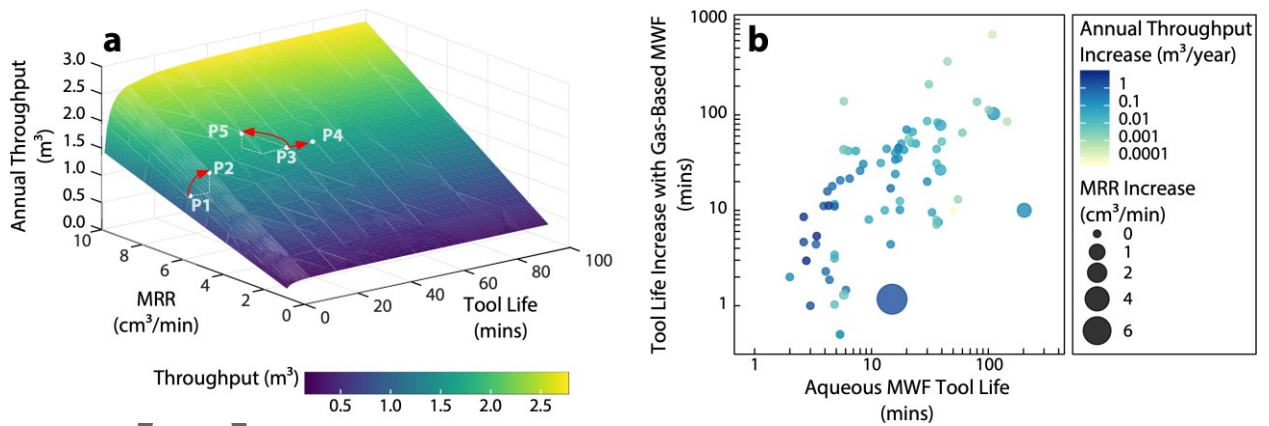 a
Annual Throughput
(m³)
3.0
2.5
2.0
1.5
1.0
0.5
0.0
P5
P4
P3
P2
P1
10
8
6
4
2
0
MRR
(cm³/min)
0
20
40
60
80
100
Tool Life
(mins)
Throughput (m³)
0.5
1.0
1.5
2.0
2.5
b
Tool Life Increase with Gas-Based MWF
(mins)
1000
100
10
1
1
10
100
Aqueous MWF Tool Life
(mins)
Annual Throughput
Increase (m³/year)
1
0.1
0.01
0.001
0.0001
MRR Increase
(cm³/min)
0
1
2
4
6